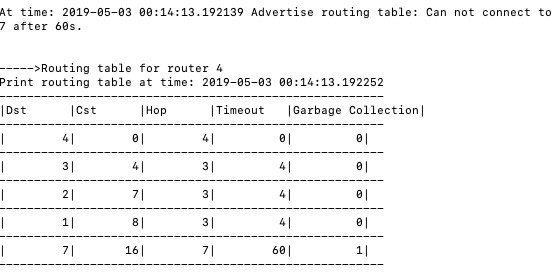 At time: 2019-05-03 00:14:13.192139 Advertise routing table: Can not connect to
7 after 60s.
----->Routing table for router 4
Print routing table at time: 2019-05-03 00:14:13.192252
------------------------------------------------------
|Dst      |Cst      |Hop      |Timeout   |Garbage Collection|
------------------------------------------------------
|        4|        0|        4|         0|         0|
------------------------------------------------------
|        3|        4|        3|         4|         0|
------------------------------------------------------
|        2|        7|        3|         4|         0|
------------------------------------------------------
|        1|        8|        3|         4|         0|
------------------------------------------------------
|        7|       16|        7|        60|         1|
------------------------------------------------------